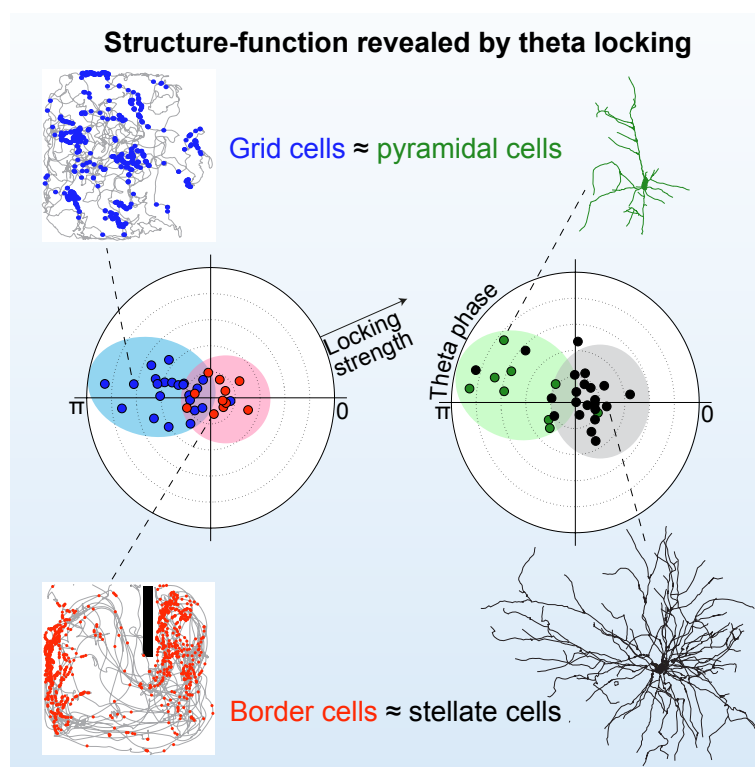 Structure-function revealed by theta locking
Grid cells ≈ pyramidal cells
Locking
strength
Theta phase
π
0
π
0
Border cells ≈ stellate cells